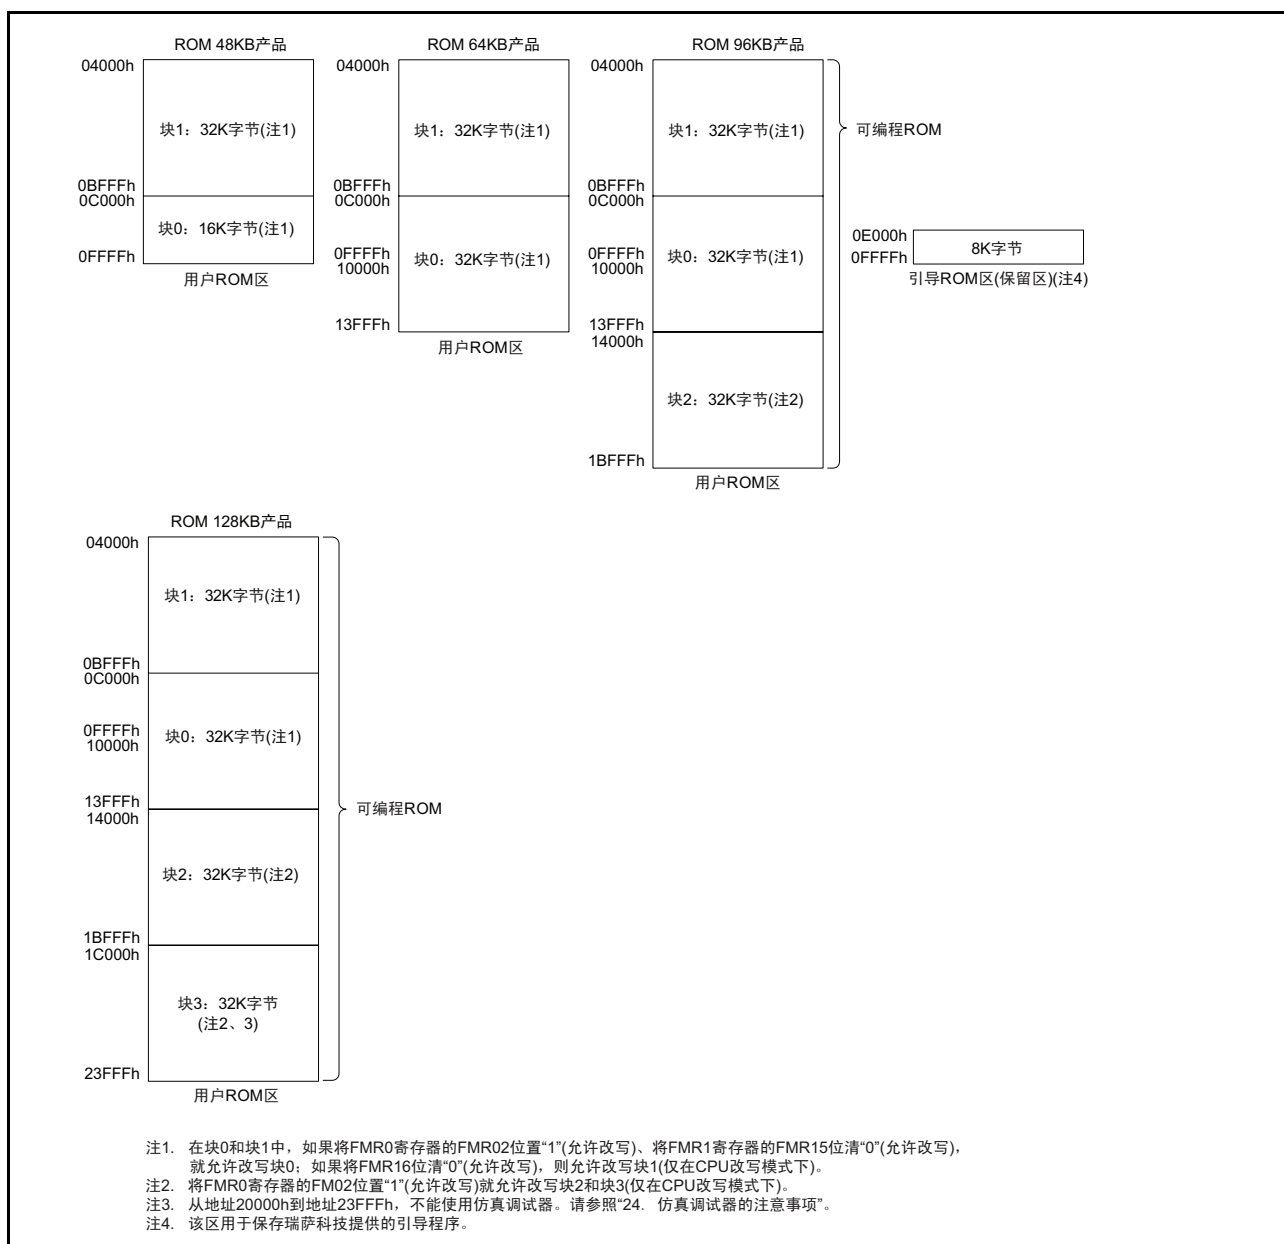 ROM 48KB产品
04000h
块1：32K字节(注1)
0BFFFh
0C000h
块0：16K字节(注1)
0FFFFh
用户ROM区
ROM 64KB产品
04000h
块1：32K字节(注1)
0BFFFh
0C000h
0FFFFh
10000h
块0：32K字节(注1)
13FFFh
用户ROM区
ROM 96KB产品
04000h
块1：32K字节(注1)
0BFFFh
0C000h
0FFFFh
10000h
块0：32K字节(注1)
13FFFh
14000h
块2：32K字节(注2)
1BFFFh
用户ROM区
可编程ROM
0E000h
0FFFFh
8K字节
引导ROM区(保留区)(注4)
ROM 128KB产品
04000h
块1：32K字节(注1)
0BFFFh
0C000h
0FFFFh
10000h
块0：32K字节(注1)
13FFFh
14000h
块2：32K字节(注2)
1BFFFh
1C000h
块3：32K字节
(注2、3)
23FFFh
用户ROM区
可编程ROM
注1. 在块0和块1中，如果将FMR0寄存器的FMR02位置“1”(允许改写)、将FMR1寄存器的FMR15位清“0”(允许改写)，
就允许改写块0；如果将FMR16位清“0”(允许改写)，则允许改写块1(仅在CPU改写模式下)。
注2. 将FMR0寄存器的FM02位置“1”(允许改写)就允许改写块2和块3(仅在CPU改写模式下)。
注3. 从地址20000h到地址23FFFh，不能使用仿真调试器。请参照“24. 仿真调试器的注意事项”。
注4. 该区用于保存瑞萨科技提供的引导程序。